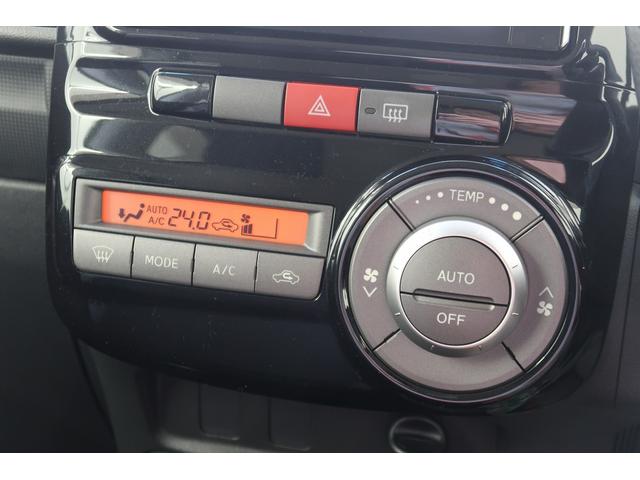 TEMP
AUTO
A/C 24.0
AUTO
OFF
MODE
A/C